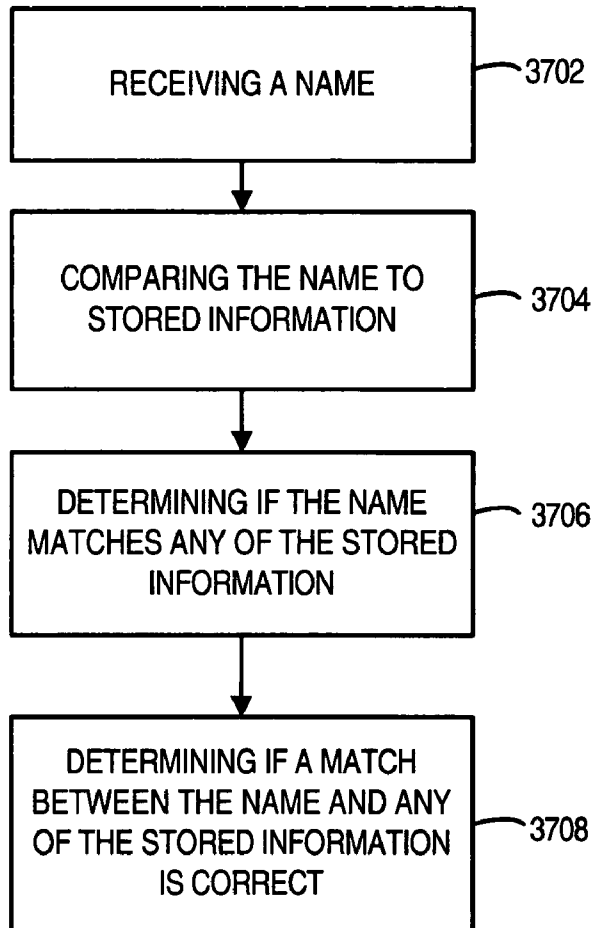 RECEIVING A NAME
3702
COMPARING THE NAME TO
STORED INFORMATION
3704
DETERMINING IF THE NAME
MATCHES ANY OF THE STORED
INFORMATION
3706
DETERMINING IF A MATCH
BETWEEN THE NAME AND ANY
OF THE STORED INFORMATION
IS CORRECT
3708